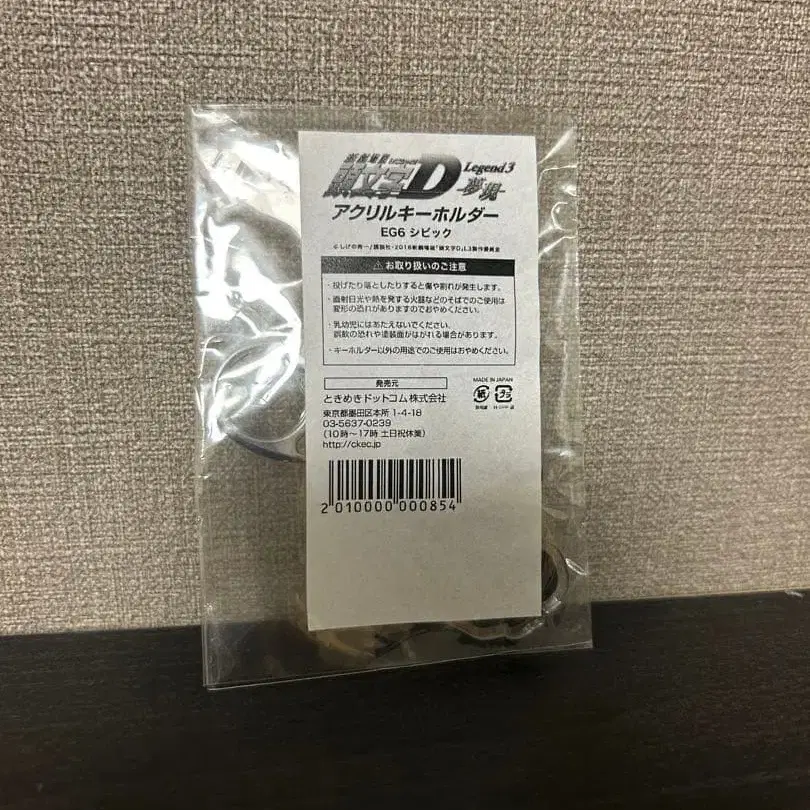 新劇場版 頭文字D Legend3 -夢現-
アクリルキーホルダー
EG6 シビック
しげの秀一/講談社・2016新劇場版「頭文字D」L3製作委員会
⚠お取り扱いのご注意
・投げたり落としたりすると傷や割れが発生します。
・直射日光や熱を発する火器などのそばでのご使用は
変形の恐れがありますのでおやめください。
・乳幼児にはあたえないでください。
誤飲の恐れや塗装面がはがれる場合があります。
・キーホルダー以外の用途でのご使用はおやめください。
発売元
ときめきドットコム株式会社
東京都墨田区本所 1-4-18
03-5637-0239
(10時~17時 土日祝休業)
http://ckec.jp
MADE IN JAPAN
紙 プラ
2010000000854